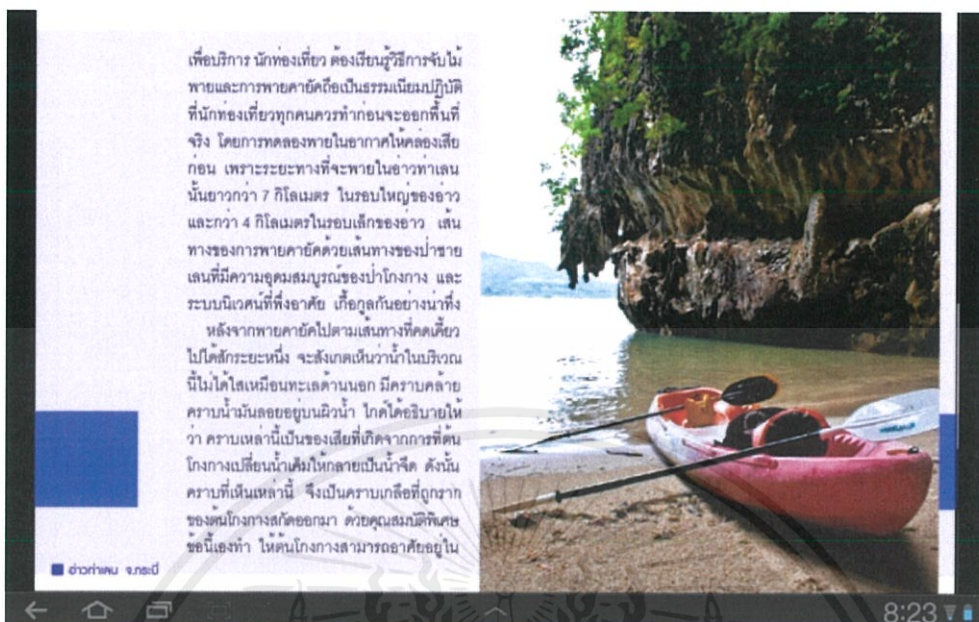 เพื่อบริการ นักท่องเที่ยว ต้องเรียนรู้วิธีการจับไม้
พายและการพายคายัคถือเป็นธรรมเนียมปฏิบัติ
ที่นักท่องเที่ยวทุกคนควรทำก่อนจะออกพื้นที่
จริง โดยการทดลองพายในอากาศให้คล่องเสีย
ก่อน เพราะระยะทางที่จะพายในอ่าวท่าเลน
นั้นยาวกว่า 7 กิโลเมตร ในรอบใหญ่ของอ่าว
และกว่า 4 กิโลเมตรในรอบเล็กของอ่าว เส้น
ทางของการพายคายัคด้วยเส้นทางของป่าชาย
เลนที่มีความอุดมสมบูรณ์ของป่าโกงกาง และ
ระบบนิเวศน์ที่พึ่งอาศัย เกื้อกูลกันอย่างน่าทึ่ง
หลังจากพายคายัคไปตามเส้นทางที่คดเคี้ยว
ไปได้สักระยะหนึ่ง จะสังเกตเห็นว่าน้ำในบริเวณ
นี้ไม่ได้ใสเหมือนทะเลด้านนอก มีคราบคล้าย
คราบน้ำมันลอยอยู่บนผิวน้ำ ไกด์ได้อธิบายให้
ว่า คราบเหล่านี้เป็นของเสียที่เกิดจากการที่ต้น
โกงกางเปลี่ยนน้ำเค็มให้กลายเป็นน้ำจืด ดังนั้น
คราบที่เห็นเหล่านี้ จึงเป็นคราบเกลือที่ถูกราก
ของต้นโกงกางสกัดออกมา ด้วยคุณสมบัติพิเศษ
ข้อนี้เองทำ ให้ต้นโกงกางสามารถอาศัยอยู่ใน
อ่าวท่าเลน จ.กระบี่
8:23